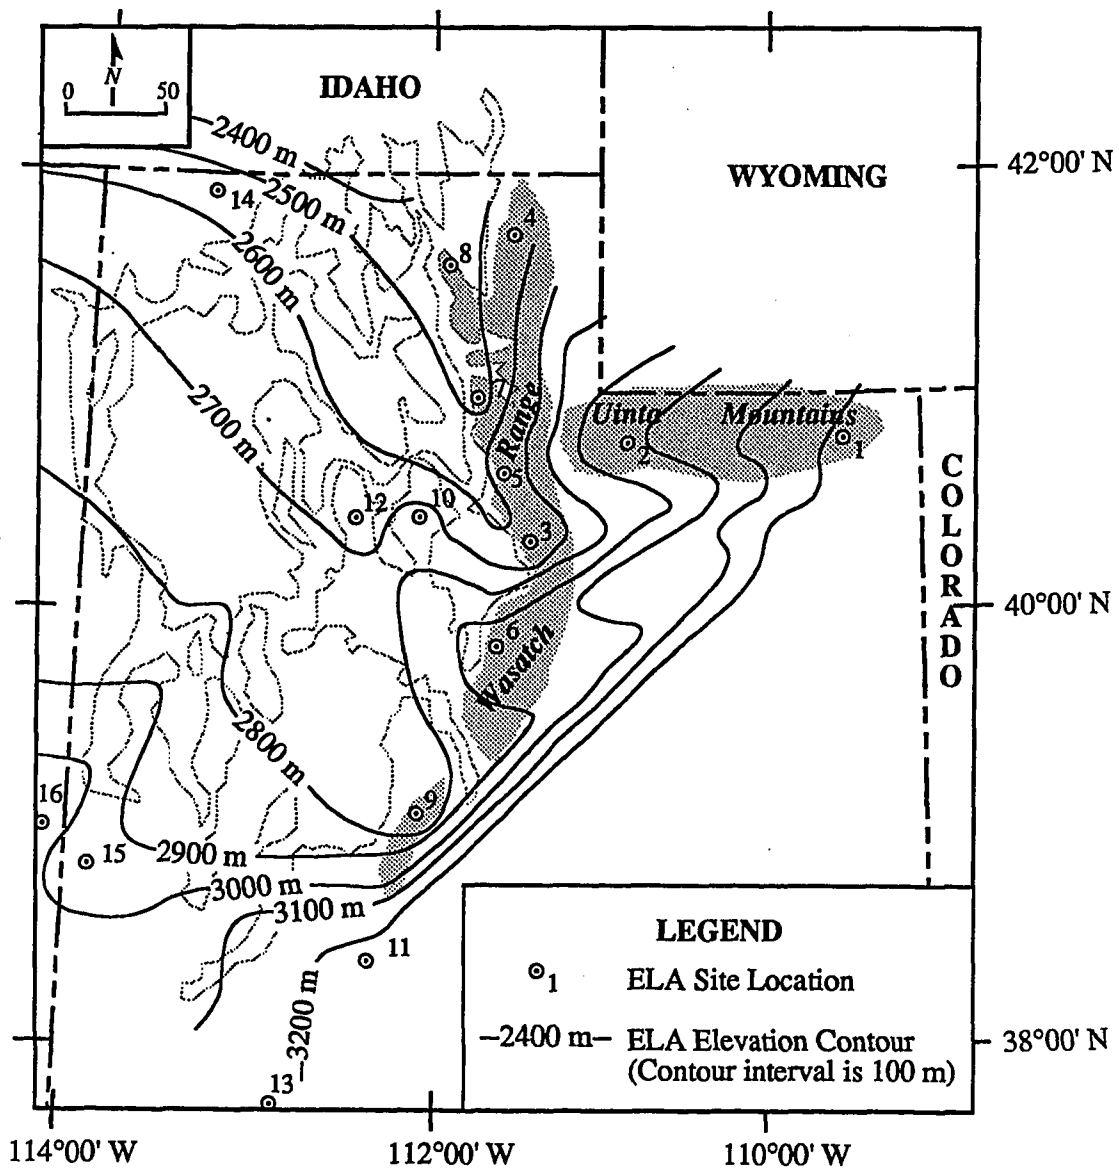 IDAHO
N
0 50
42°00' N
–2400 m
2500 m
WYOMING
14
4
8
2600 m
7
Range
Uinta Mountains
2
1
2700 m
5
12
10
3
COLORADO
40°00' N
6
Wasatch
2800 m
9
16
15
2900 m
3000 m
3100 m
11
–3200 m
13
LEGEND
1 ELA Site Location
–2400 m– ELA Elevation Contour
(Contour interval is 100 m)
38°00' N
114°00' W
112°00' W
110°00' W